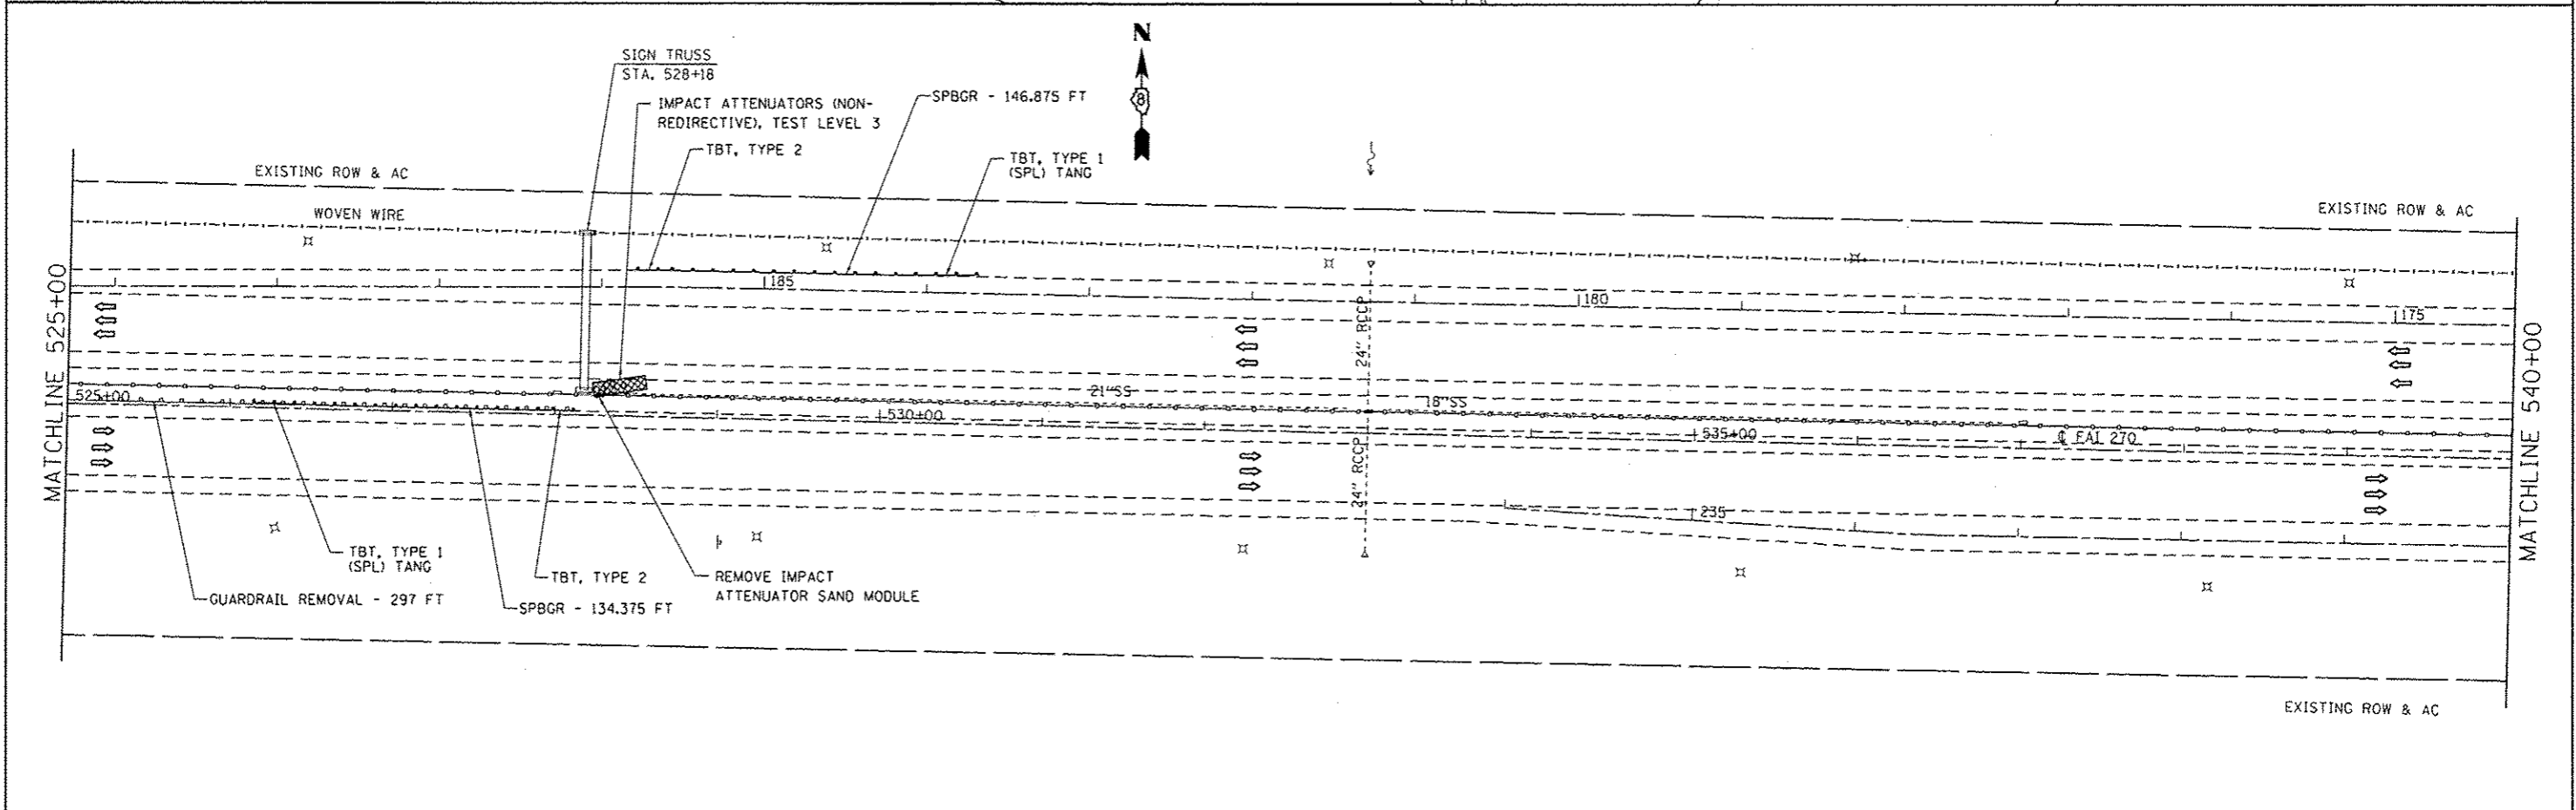 N
8
SIGN TRUSS
STA. 528+18
IMPACT ATTENUATORS (NON-
REDIRECTIVE), TEST LEVEL 3
TBT, TYPE 2
SPBGR - 146.875 FT
TBT, TYPE 1
(SPL) TANG
EXISTING ROW & AC
EXISTING ROW & AC
WOVEN WIRE
185
180
175
MATCHLINE 525+00
24" RCCP
MATCHLINE 540+00
525+00
21"SS
18"SS
530+00
535+00
℄ FAI 270
24" RCCP
235
TBT, TYPE 1
(SPL) TANG
TBT, TYPE 2
REMOVE IMPACT
ATTENUATOR SAND MODULE
GUARDRAIL REMOVAL - 297 FT
SPBGR - 134.375 FT
EXISTING ROW & AC